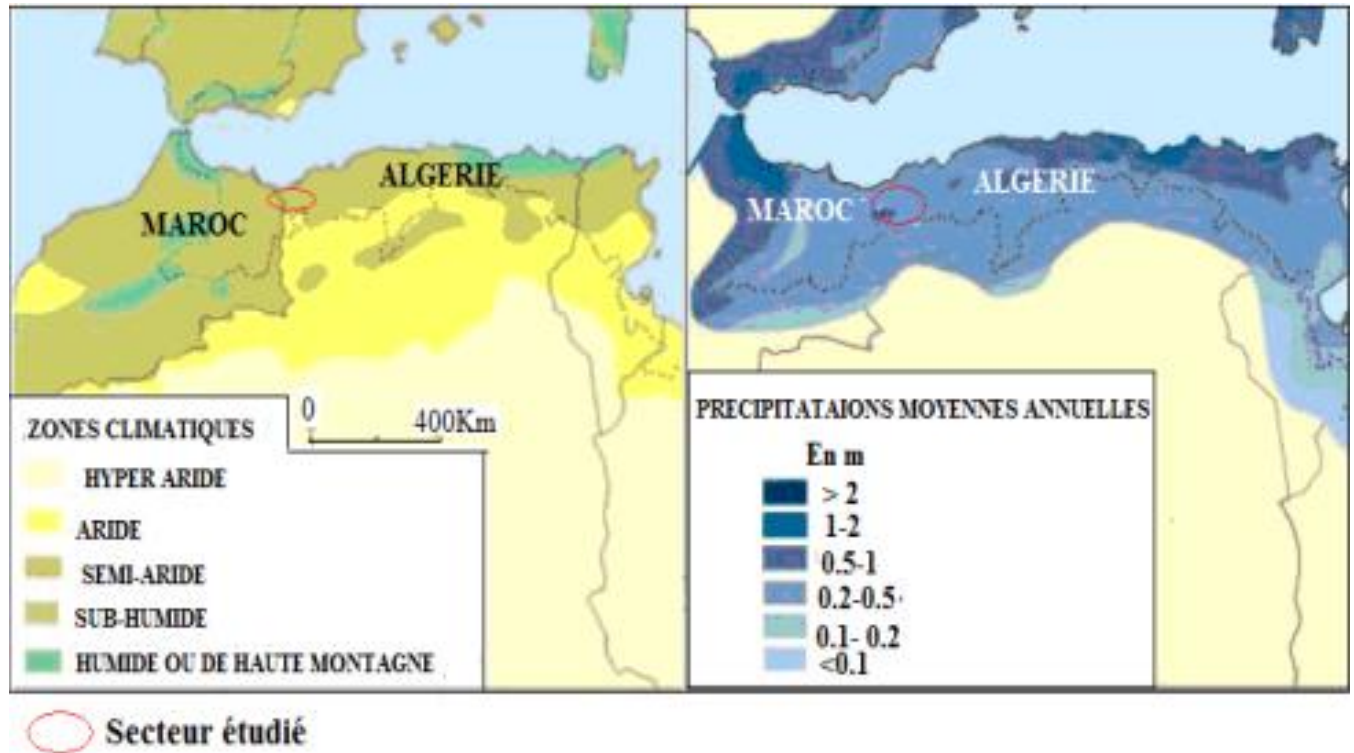 ALGERIE
MAROC
0 400Km
ZONES CLIMATIQUES
HYPER ARIDE
ARIDE
SEMI-ARIDE
SUB-HUMIDE
HUMIDE OU DE HAUTE MONTAGNE
ALGERIE
MAROC
PRECIPITATAIONS MOYENNES ANNUELLES
En m
> 2
1-2
0.5-1
0.2-0.5
0.1- 0.2
<0.1
Secteur étudié